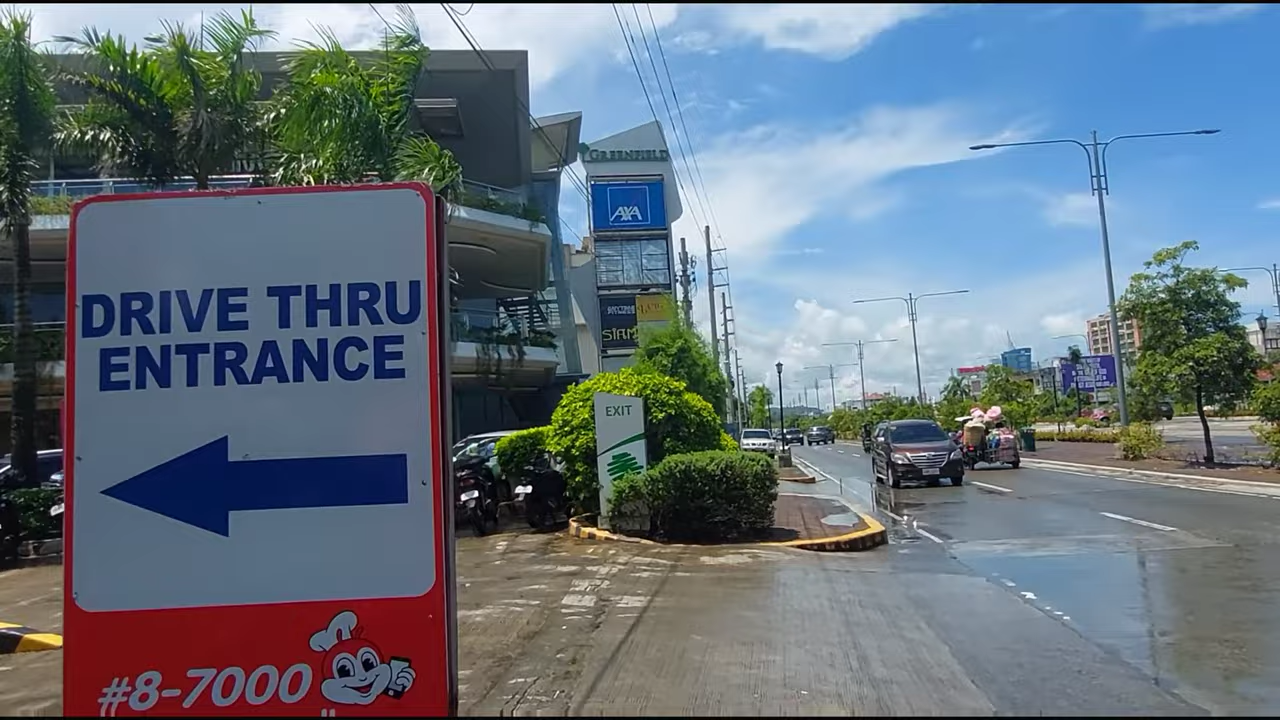 DRIVE THRU
ENTRANCE
#8-7000
GREENFIELD
AXA
SIAM
EXIT